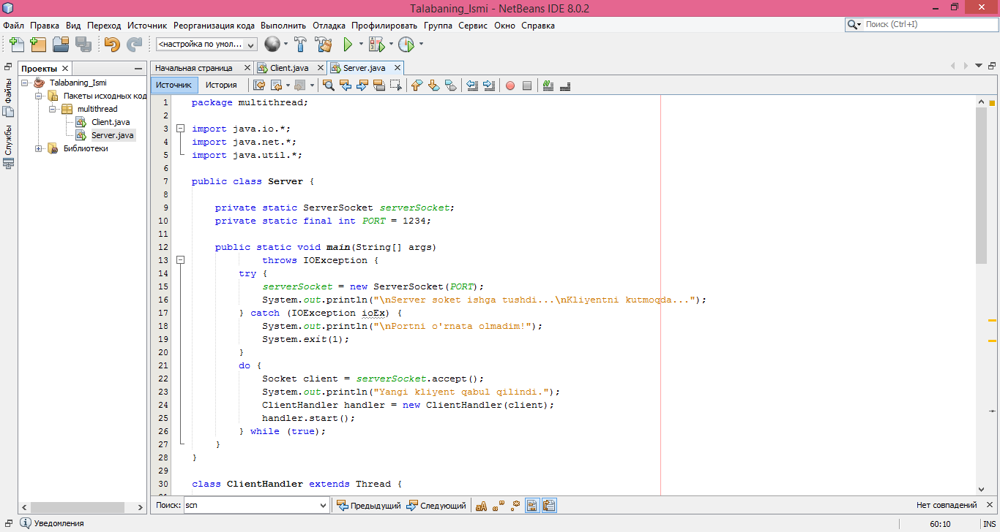 Talabaning_Ismi - NetBeans IDE 8.0.2
Файл Правка Вид Переход Источник Реорганизация кода Выполнить Отладка Профилировать Группа Сервис Окно Справка
Поиск (Ctrl+I)
<настройка по умол...
Файлы
Службы
Проекты
Talabaning_Ismi
Пакеты исходных код
multithread
Client.java
Server.java
Библиотеки
Начальная страница Client.java Server.java
Источник История
1 package multithread;
2
3 import java.io.*;
4 import java.net.*;
5 import java.util.*;
6
7 public class Server {
8
9 private static ServerSocket serverSocket;
10 private static final int PORT = 1234;
11
12 public static void main(String[] args)
13 throws IOException {
14 try {
15 serverSocket = new ServerSocket(PORT);
16 System.out.println("\nServer soket ishga tushdi...\nKliyentni kutmoqda...");
17 } catch (IOException ioEx) {
18 System.out.println("\nPortni o'rnata olmadim!");
19 System.exit(1);
20 }
21 do {
22 Socket client = serverSocket.accept();
23 System.out.println("Yangi kliyent qabul qilindi.");
24 ClientHandler handler = new ClientHandler(client);
25 handler.start();
26 } while (true);
27 }
28 }
29
30 class ClientHandler extends Thread {
Поиск: scn Предыдущий Следующий Нет совпадений
Уведомления 60:10 INS